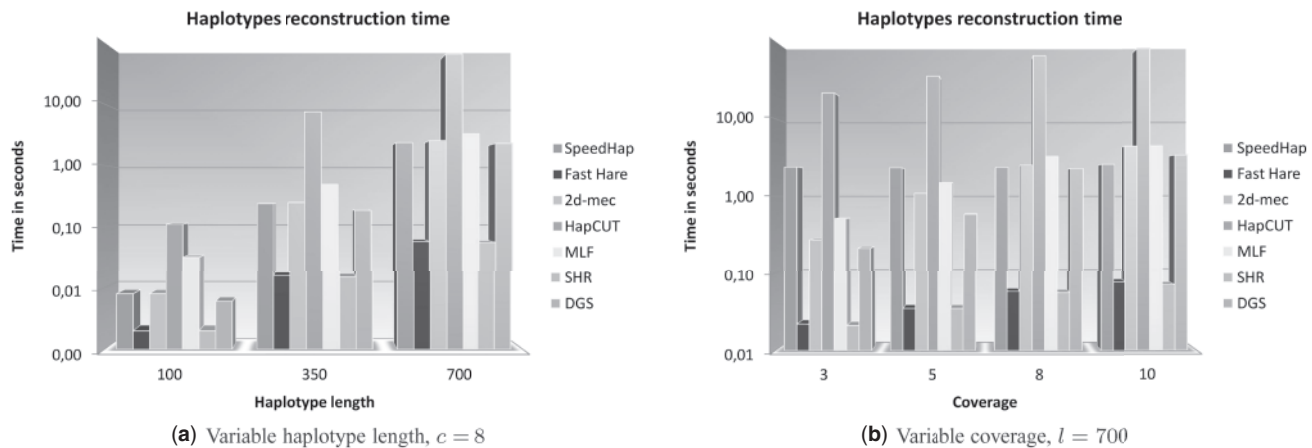 Haplotypes reconstruction time
Time in seconds
10,00
1,00
0,10
0,01
0,00
100 350 700
Haplotype length
SpeedHap
Fast Hare
2d-mec
HapCUT
MLF
SHR
DGS
(a) Variable haplotype length, c = 8
Haplotypes reconstruction time
Time in seconds
10,00
1,00
0,10
0,01
3 5 8 10
Coverage
SpeedHap
Fast Hare
2d-mec
HapCUT
MLF
SHR
DGS
(b) Variable coverage, l = 700